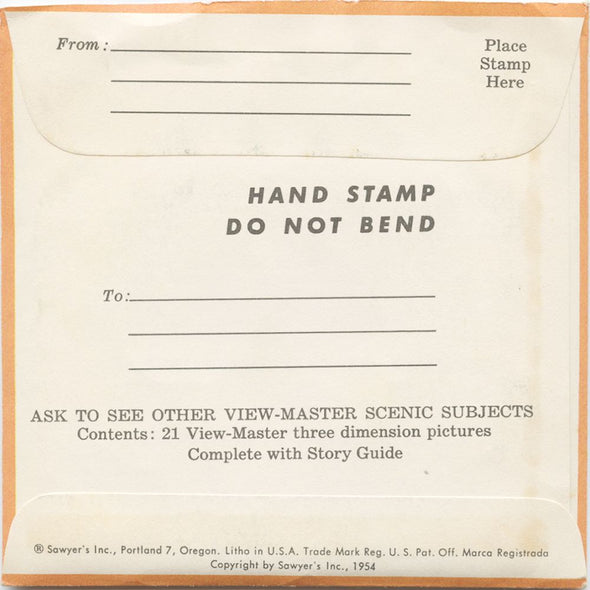 From:
Place
Stamp
Here
HAND STAMP
DO NOT BEND
To:
ASK TO SEE OTHER VIEW-MASTER SCENIC SUBJECTS
Contents: 21 View-Master three dimension pictures
Complete with Story Guide
® Sawyer's Inc., Portland 7, Oregon. Litho in U.S.A. Trade Mark Reg. U. S. Pat. Off. Marca Registrada
Copyright by Sawyer's Inc., 1954